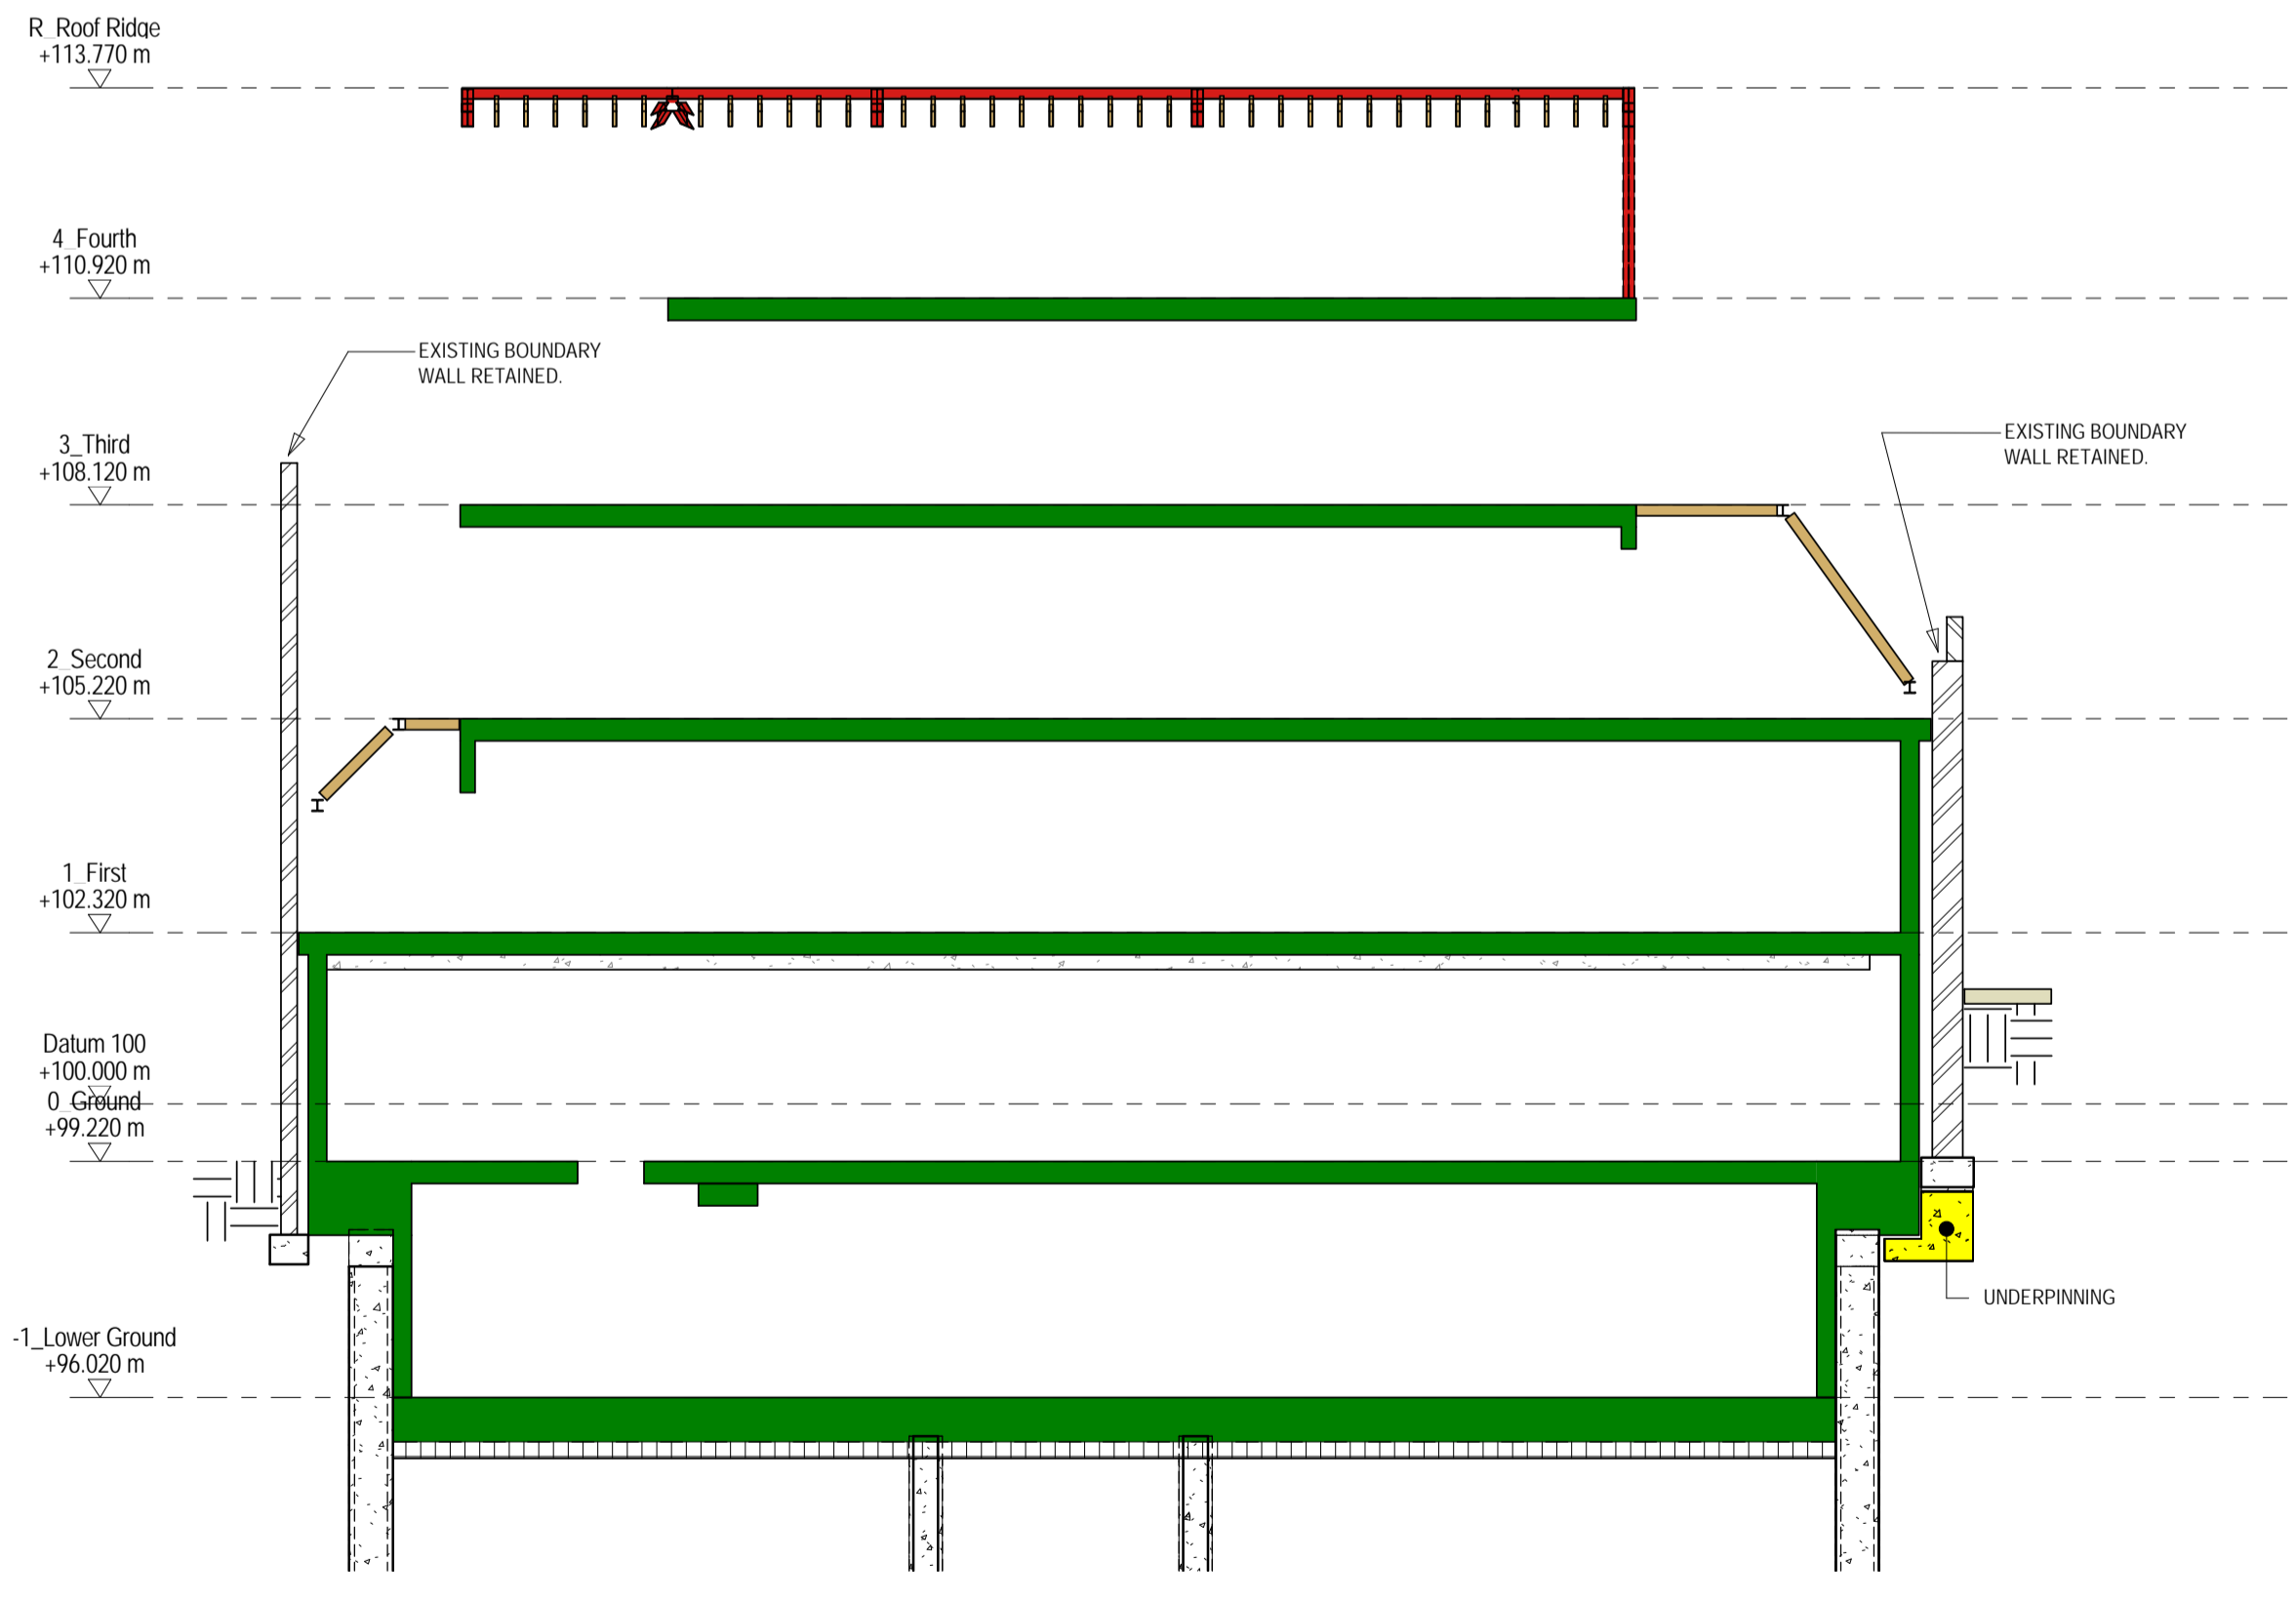 R_Roof Ridge
+113.770 m
4_Fourth
+110.920 m
EXISTING BOUNDARY
WALL RETAINED.
3_Third
+108.120 m
EXISTING BOUNDARY
WALL RETAINED.
2_Second
+105.220 m
1_First
+102.320 m
Datum 100
+100.000 m
0_Ground
+99.220 m
UNDERPINNING
-1_Lower Ground
+96.020 m